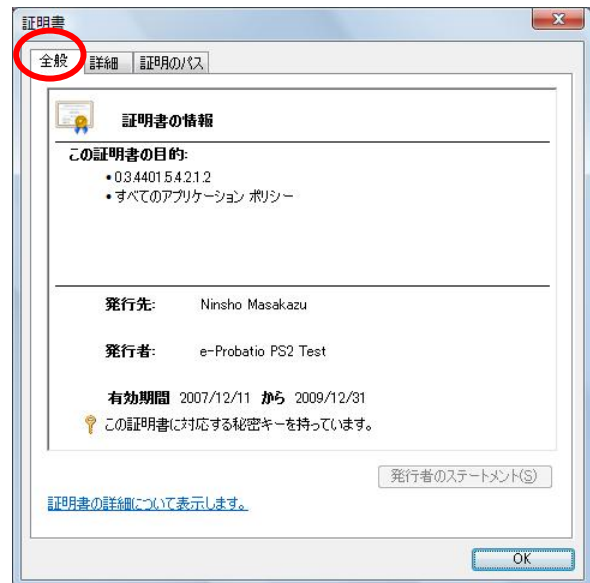 証明書
全般 詳細 証明のパス
証明書の情報
この証明書の目的:
• 0.3.4401.5.4.2.1.2
• すべてのアプリケーション ポリシー
発行先: Ninsho Masakazu
発行者: e-Probatio PS2 Test
有効期間 2007/12/11 から 2009/12/31
この証明書に対応する秘密キーを持っています。
発行者のステートメント(S)
証明書の詳細について表示します。
OK